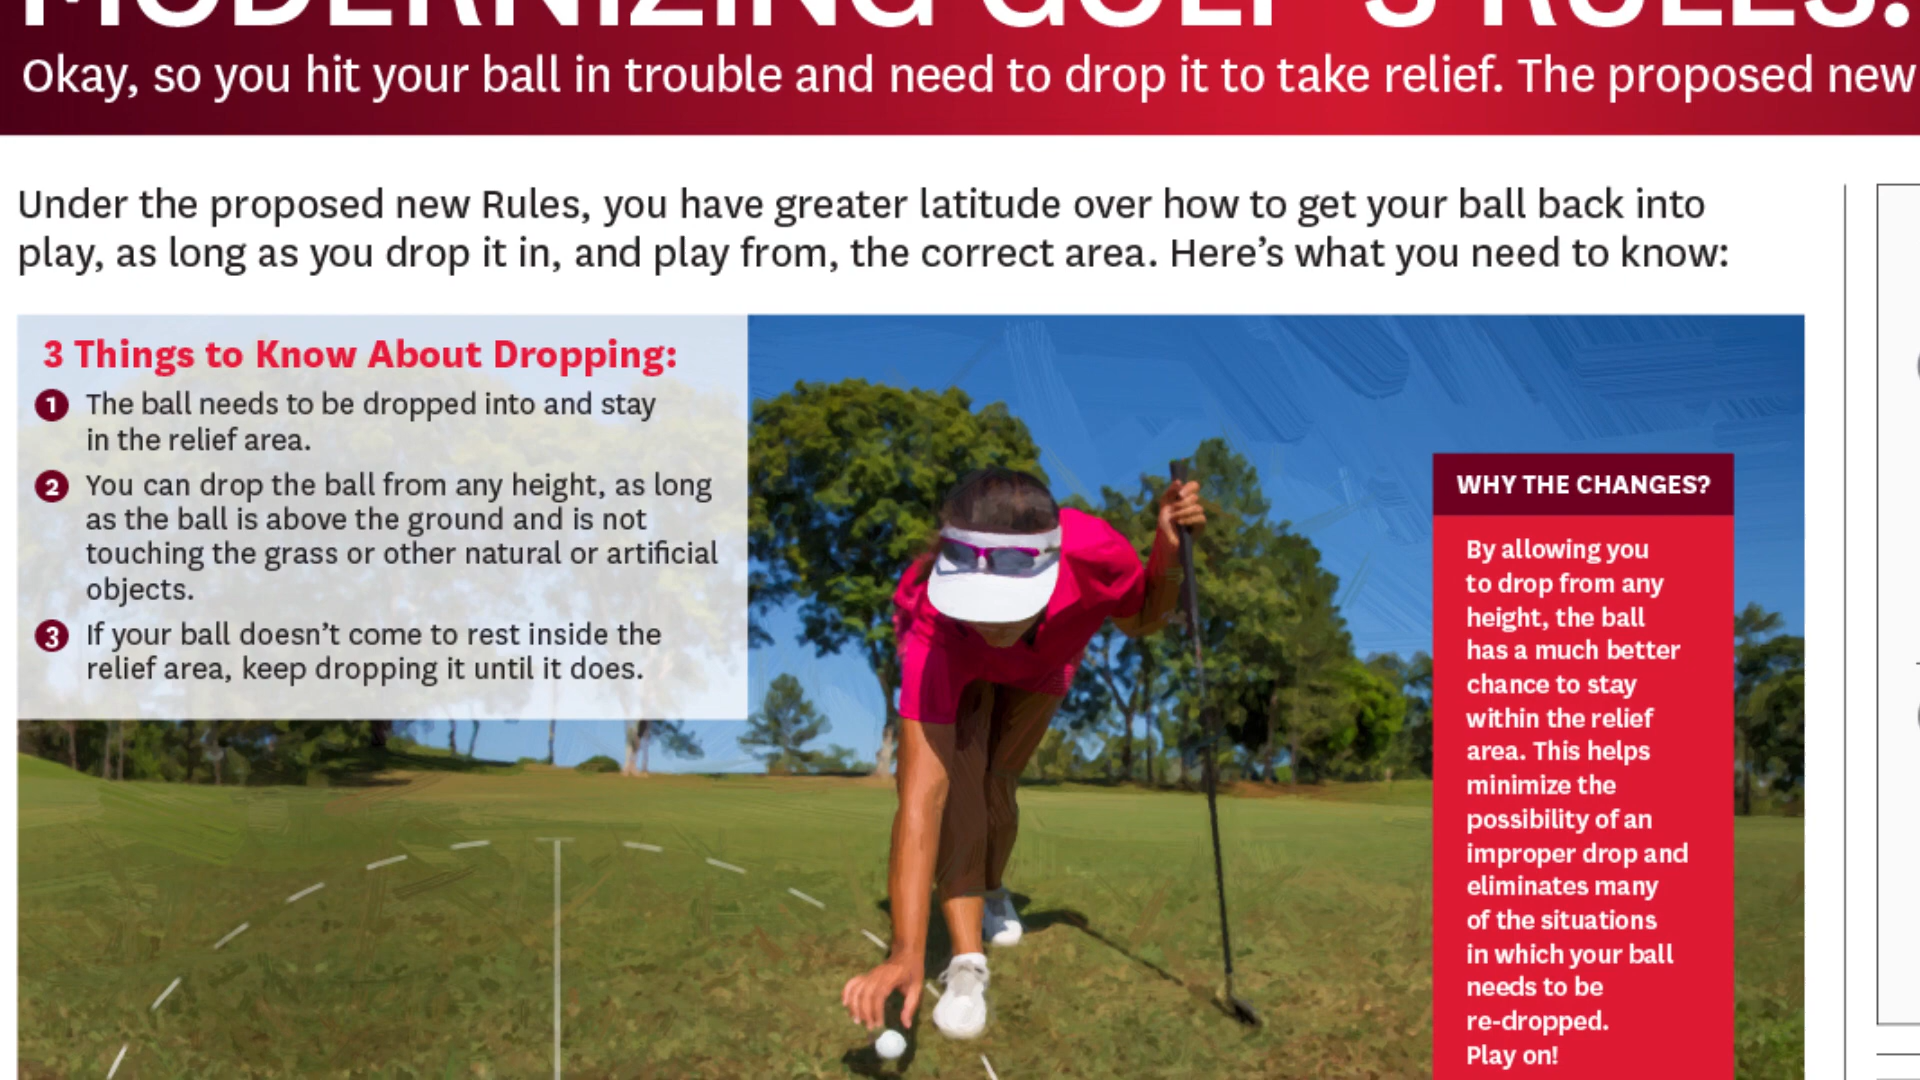 MODERNIZING GOLF'S RULES:
Okay, so you hit your ball in trouble and need to drop it to take relief. The proposed new
Under the proposed new Rules, you have greater latitude over how to get your ball back into
play, as long as you drop it in, and play from, the correct area. Here’s what you need to know:
3 Things to Know About Dropping:
1 The ball needs to be dropped into and stay
in the relief area.
2 You can drop the ball from any height, as long
as the ball is above the ground and is not
touching the grass or other natural or artificial
objects.
3 If your ball doesn’t come to rest inside the
relief area, keep dropping it until it does.
WHY THE CHANGES?
By allowing you
to drop from any
height, the ball
has a much better
chance to stay
within the relief
area. This helps
minimize the
possibility of an
improper drop and
eliminates many
of the situations
in which your ball
needs to be
re-dropped.
Play on!